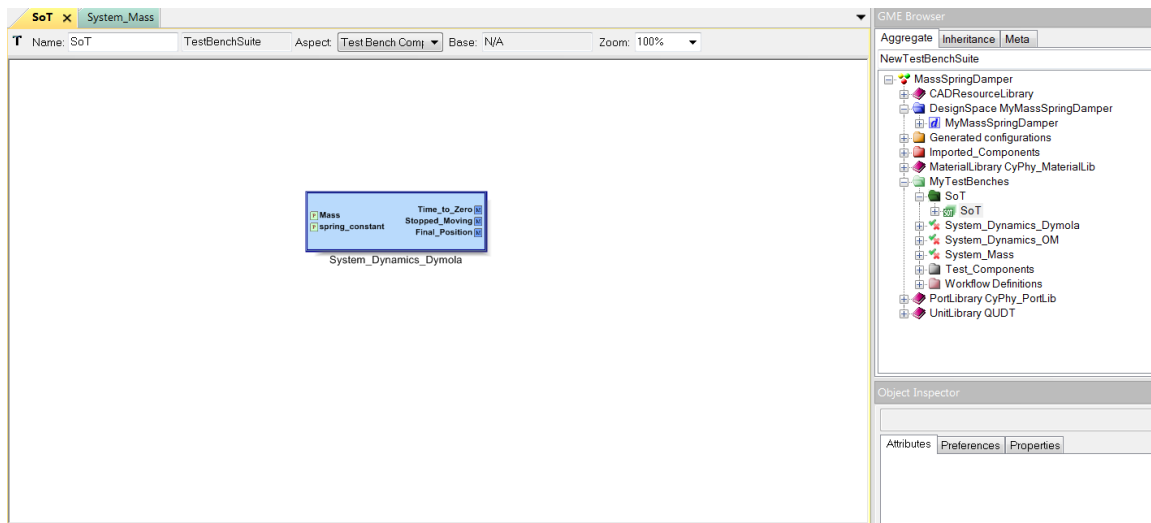 SoT System_Mass
T Name: SoT TestBenchSuite Aspect: Test Bench Com Base: N/A Zoom: 100%
Mass
spring_constant
Time_to_Zero
Stopped_Moving
Final_Position
System_Dynamics_Dymola
GME Browser
Aggregate Inheritance Meta
NewTestBenchSuite
MassSpringDamper
CADResourceLibrary
DesignSpace MyMassSpringDamper
MyMassSpringDamper
Generated configurations
Imported_Components
MaterialLibrary CyPhy_MaterialLib
MyTestBenches
SoT
SoT
System_Dynamics_Dymola
System_Dynamics_OM
System_Mass
Test_Components
Workflow Definitions
PortLibrary CyPhy_PortLib
UnitLibrary QUDT
Object Inspector
Attributes Preferences Properties